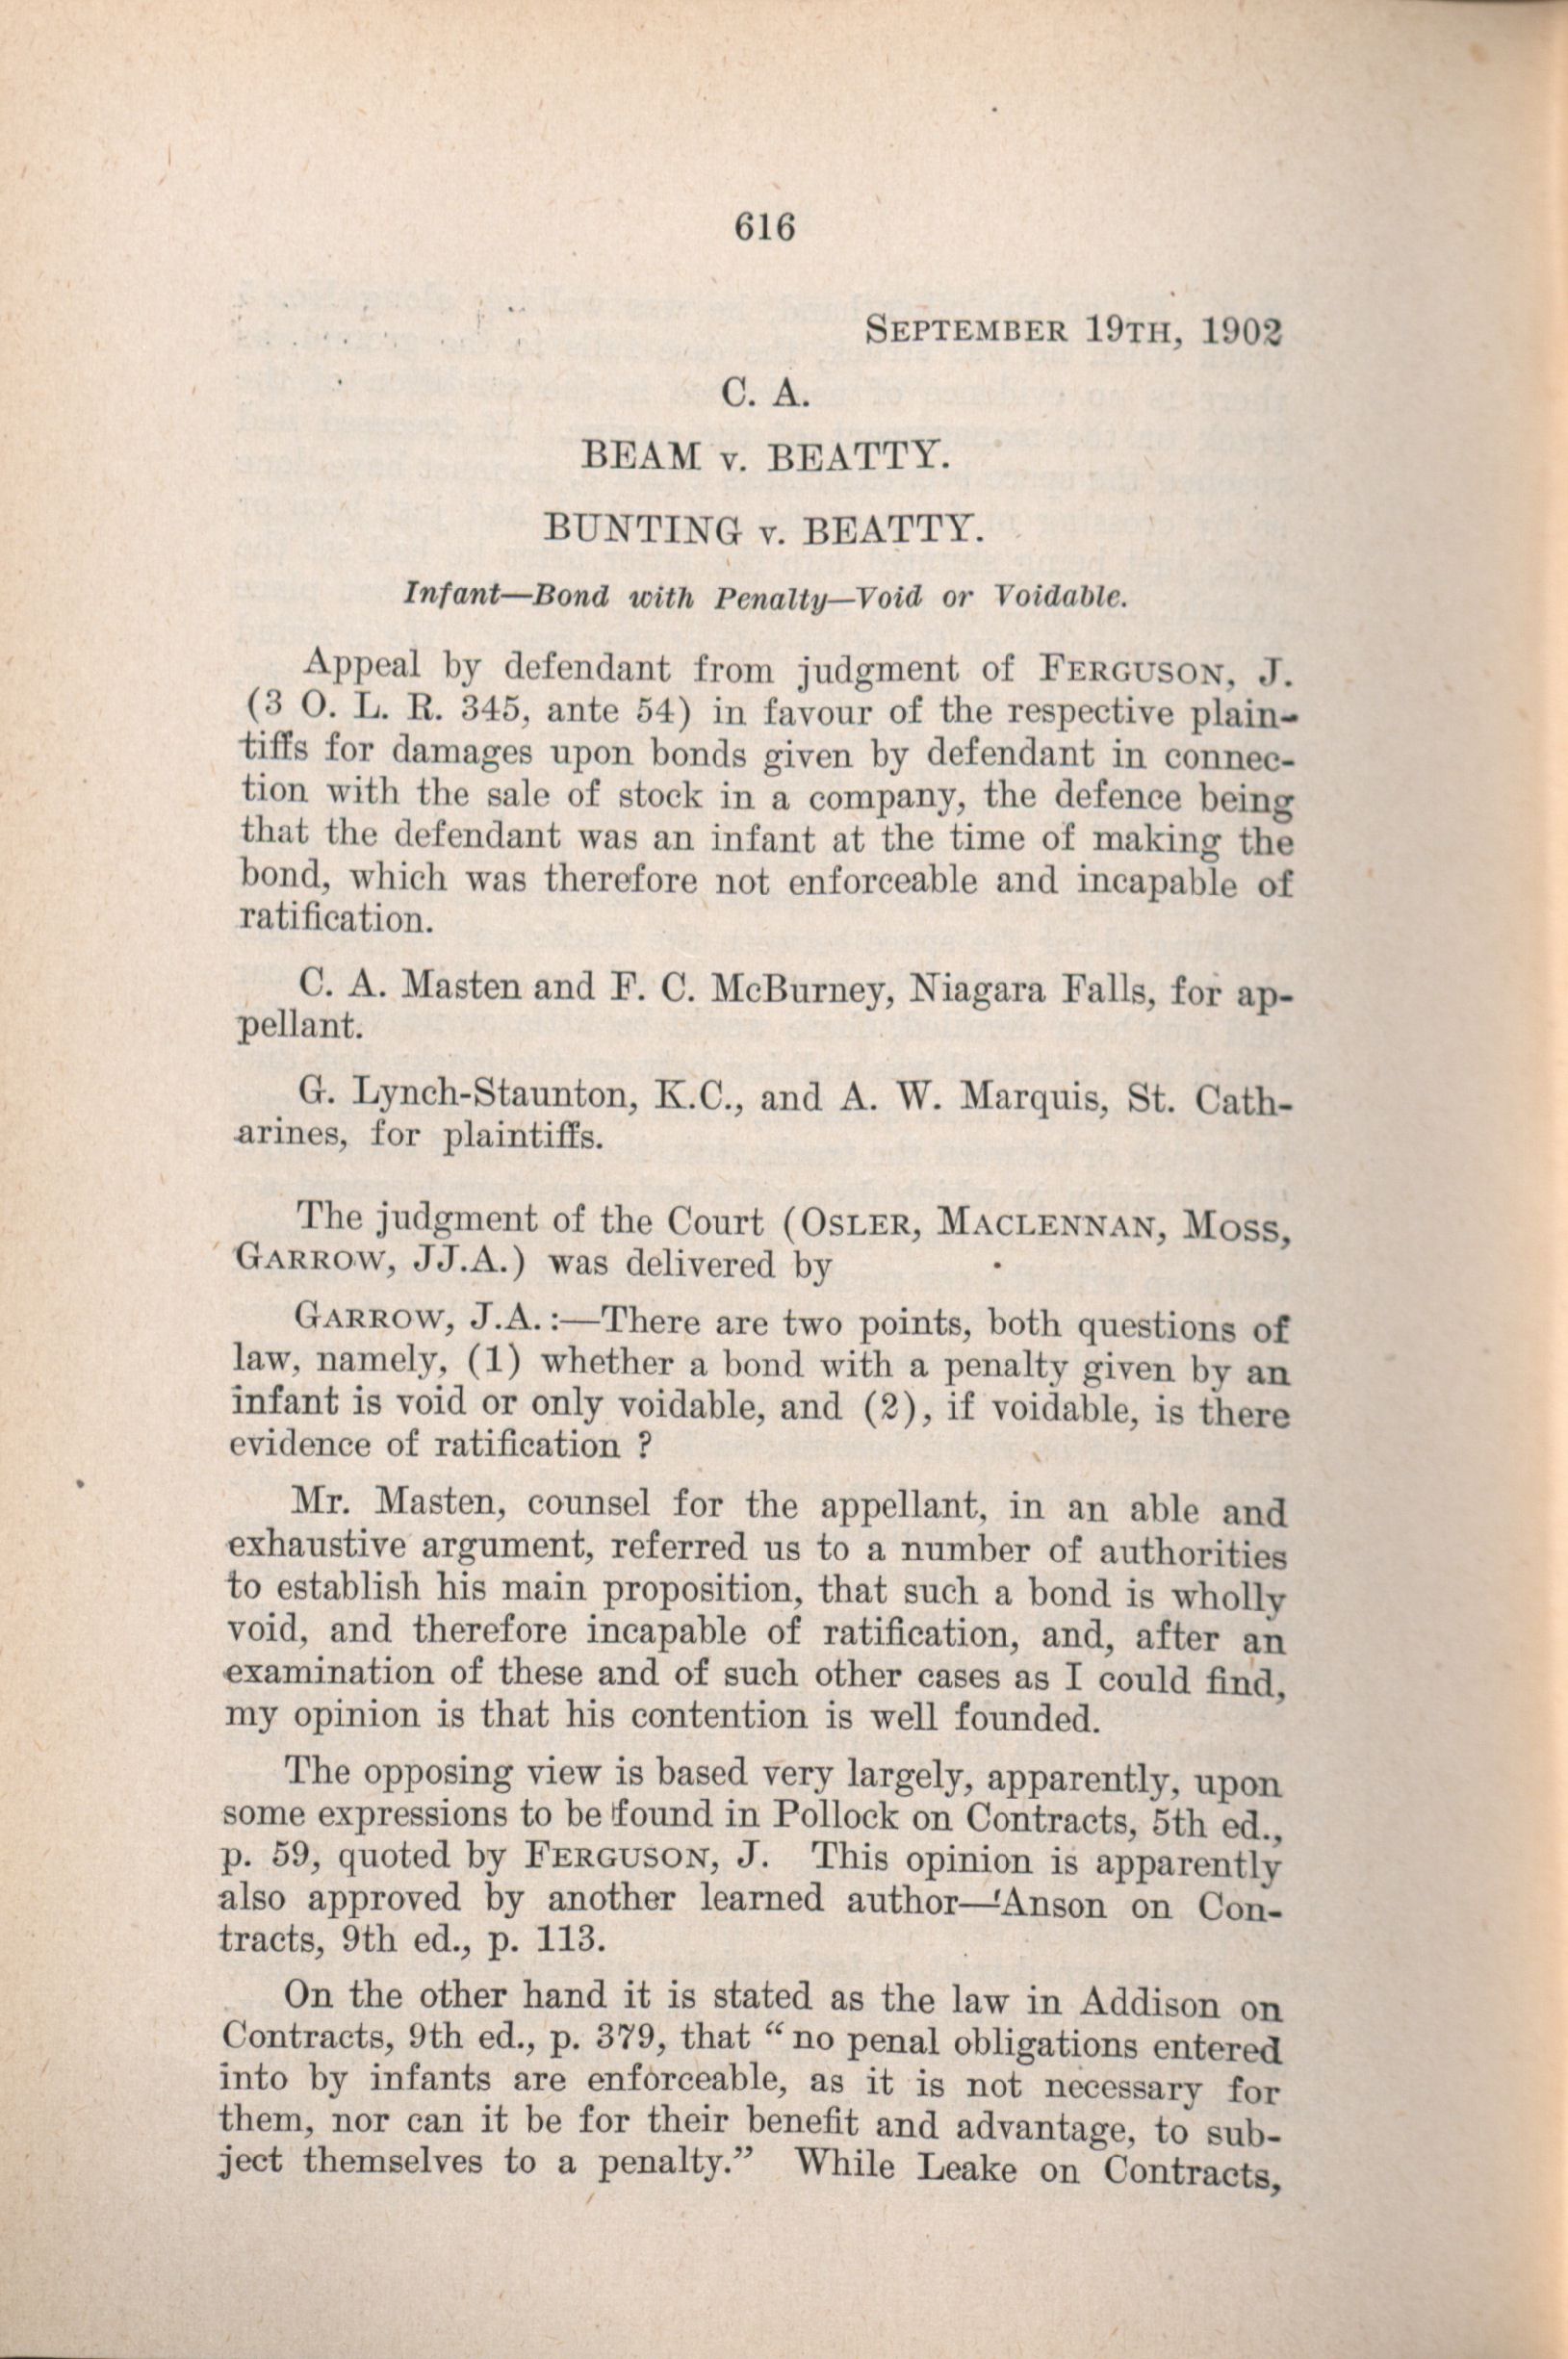 616
SEPTEMBER 19TH, 1902
C. A.
BEAM v. BEATTY.
BUNTING v. BEATTY.
Infant—Bond with Penalty—Void or Voidable.
Appeal by defendant from judgment of FERGUSON, J.
(3 O. L. R. 345, ante 54) in favour of the respective plain-
tiffs for damages upon bonds given by defendant in connec-
tion with the sale of stock in a company, the defence being
that the defendant was an infant at the time of making the
bond, which was therefore not enforceable and incapable of
ratification.
C. A. Masten and F. C. McBurney, Niagara Falls, for ap-
pellant.
G. Lynch-Staunton, K.C., and A. W. Marquis, St. Cath-
arines, for plaintiffs.
The judgment of the Court (OSLER, MACLENNAN, MOSS,
GARROW, JJ.A.) was delivered by
GARROW, J.A.:—There are two points, both questions of
law, namely, (1) whether a bond with a penalty given by an
infant is void or only voidable, and (2), if voidable, is there
evidence of ratification ?
Mr. Masten, counsel for the appellant, in an able and
exhaustive argument, referred us to a number of authorities
to establish his main proposition, that such a bond is wholly
void, and therefore incapable of ratification, and, after an
examination of these and of such other cases as I could find,
my opinion is that his contention is well founded.
The opposing view is based very largely, apparently, upon
some expressions to be found in Pollock on Contracts, 5th ed.,
p. 59, quoted by FERGUSON, J. This opinion is apparently
also approved by another learned author—'Anson on Con-
tracts, 9th ed., p. 113.
On the other hand it is stated as the law in Addison on
Contracts, 9th ed., p. 379, that “ no penal obligations entered
into by infants are enforceable, as it is not necessary for
them, nor can it be for their benefit and advantage, to sub-
ject themselves to a penalty.” While Leake on Contracts,